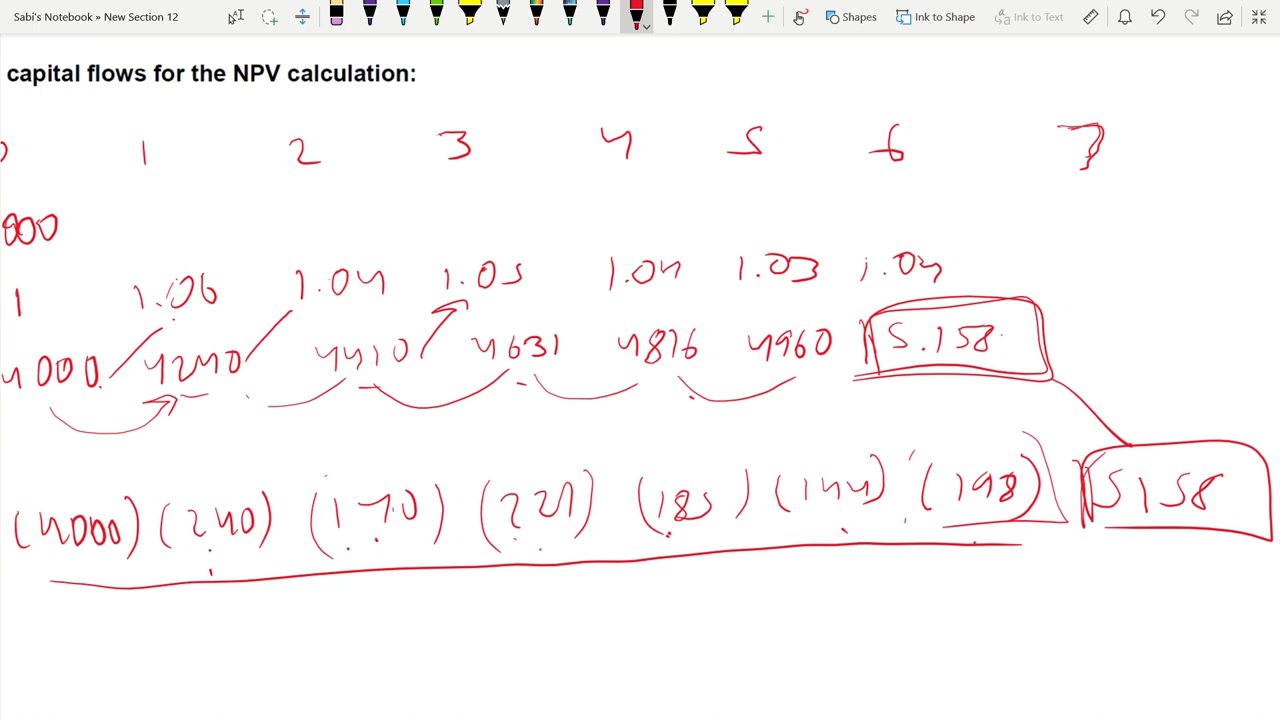 Sabi's Notebook » New Section 12
Shapes Ink to Shape Ink to Text
capital flows for the NPV calculation:
0 1 2 3 4 5 6 7
000
1 1.06 1.04 1.05 1.04 1.03 1.04
4000 4240 4410 4631 4816 4960 5.158
(4000) (240) (170) (221) (185) (144) (198) 5158